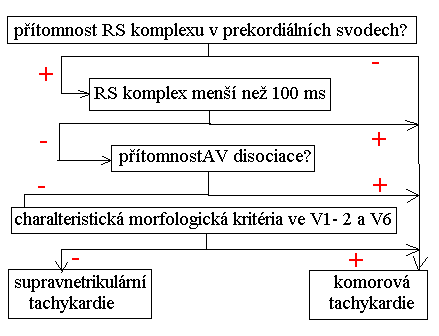 přítomnost RS komplexu v prekordiálních svodech?
+
-
RS komplex menší než 100 ms
-
+
přítomnostAV disociace?
-
+
charalteristická morfologická kritéria ve V1- 2 a V6
-
+
supravnetrikulární
tachykardie
komorová
tachykardie